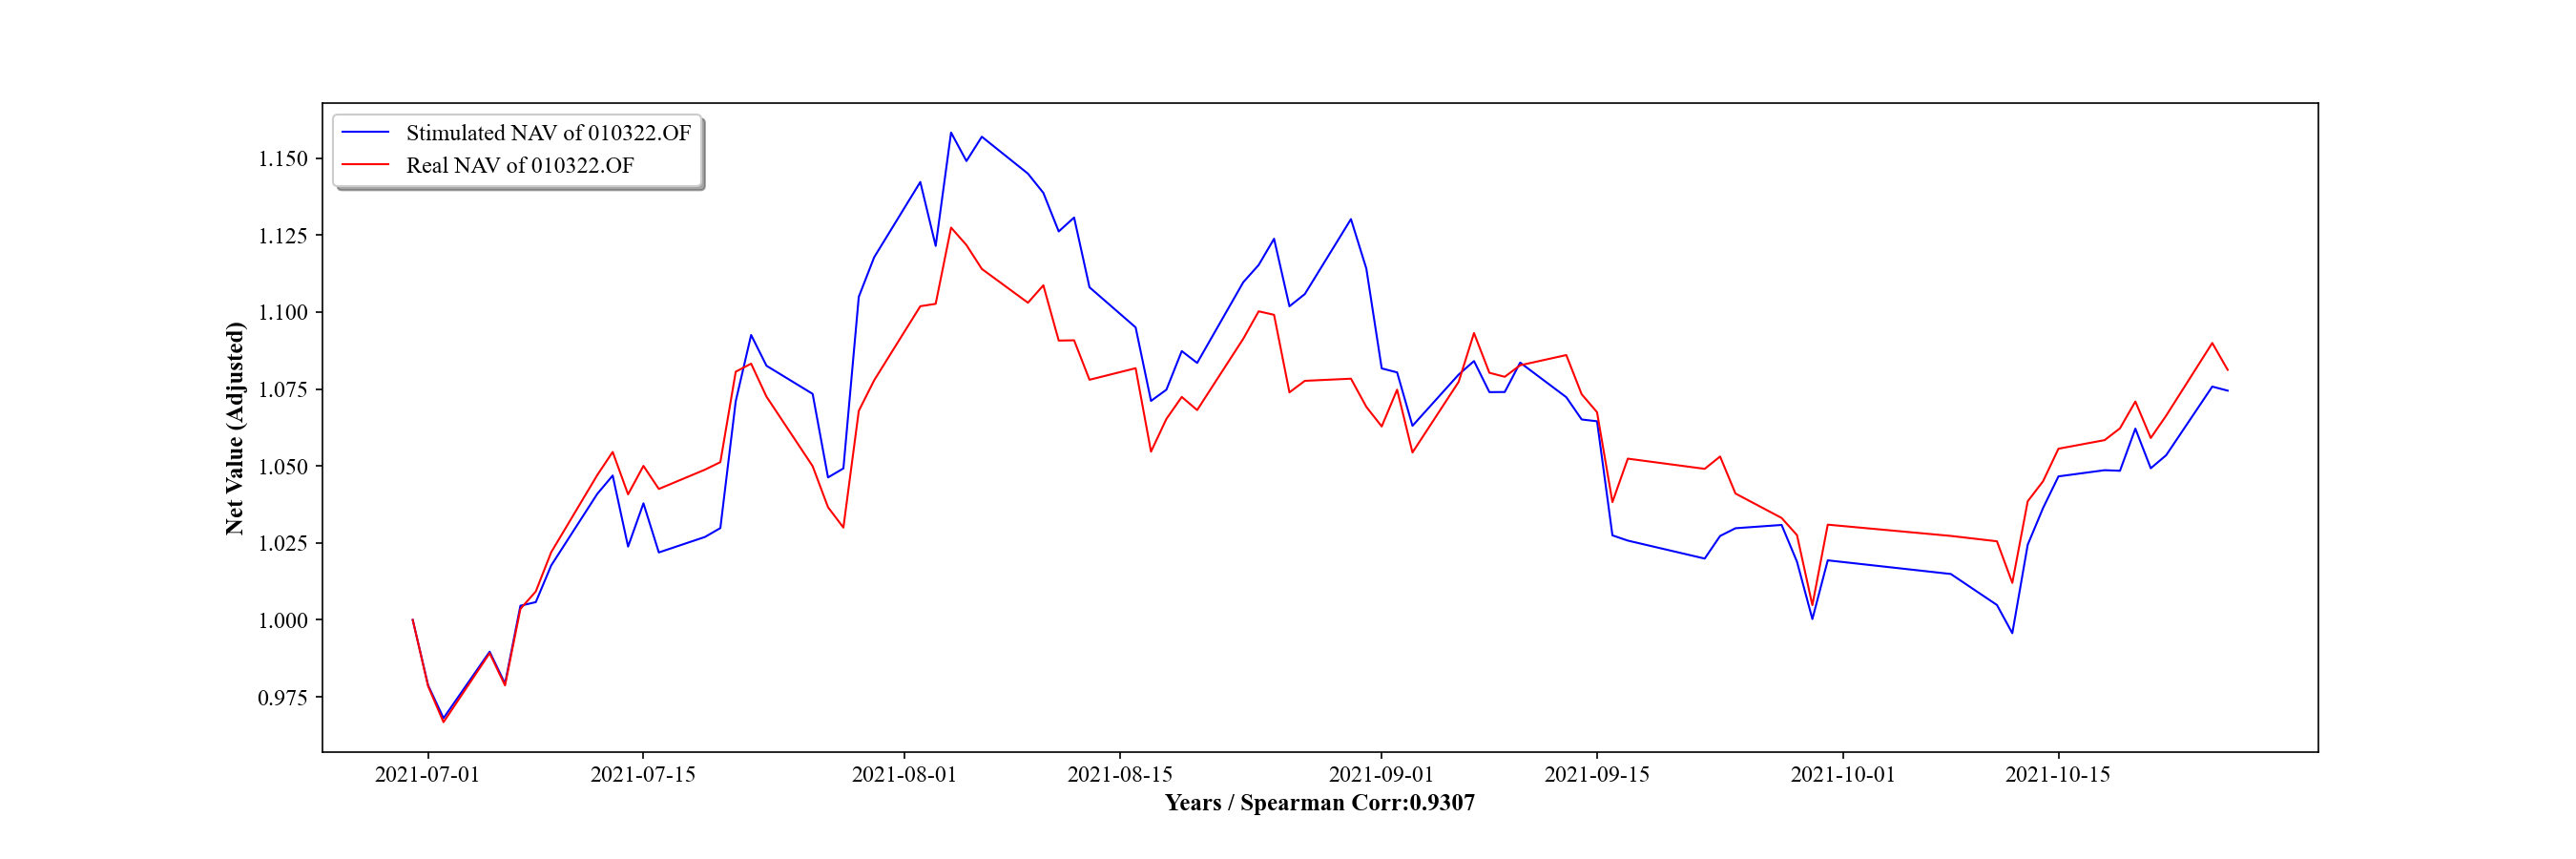 Stimulated NAV of 010322.OF
Real NAV of 010322.OF
1.150
1.125
1.100
1.075
1.050
1.025
1.000
0.975
Net Value (Adjusted)
2021-07-01 2021-07-15 2021-08-01 2021-08-15 2021-09-01 2021-09-15 2021-10-01 2021-10-15
Years / Spearman Corr:0.9307